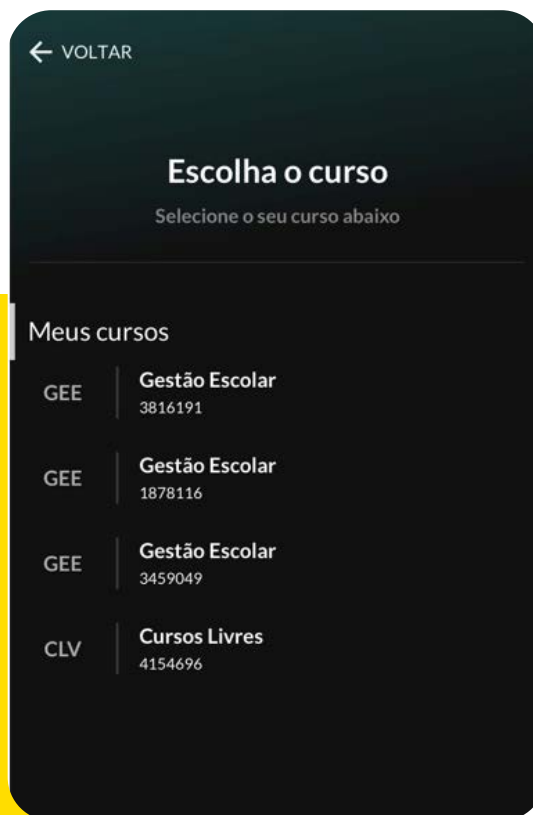 VOLTAR
Escolha o curso
Selecione o seu curso abaixo
Meus cursos
GEE
Gestão Escolar
3816191
GEE
Gestão Escolar
1878116
GEE
Gestão Escolar
3459049
CLV
Cursos Livres
4154696